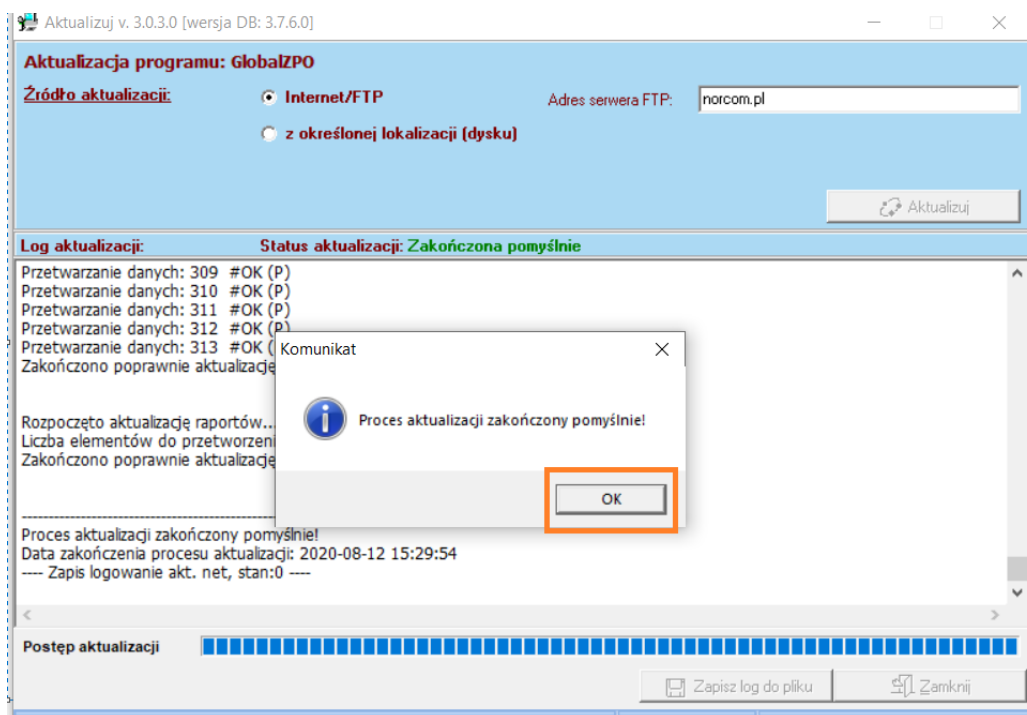 Aktualizuj v. 3.0.3.0 [wersja DB: 3.7.6.0]
Aktualizacja programu: GlobalZPO
Źródło aktualizacji:
Internet/FTP
Adres serwera FTP:
norcom.pl
z określonej lokalizacji (dysku)
Aktualizuj
Log aktualizacji:
Status aktualizacji: Zakończona pomyślnie
Przetwarzanie danych: 309 #OK (P)
Przetwarzanie danych: 310 #OK (P)
Przetwarzanie danych: 311 #OK (P)
Przetwarzanie danych: 312 #OK (P)
Przetwarzanie danych: 313 #OK (
Zakończono poprawnie aktualizację
Rozpoczęto aktualizację raportów...
Liczba elementów do przetworzeni
Zakończono poprawnie aktualizację
Komunikat
Proces aktualizacji zakończony pomyślnie!
OK
Proces aktualizacji zakończony pomyślnie!
Data zakończenia procesu aktualizacji: 2020-08-12 15:29:54
---- Zapis logowanie akt. net, stan:0 ----
Postęp aktualizacji
Zapisz log do pliku
Zamknij